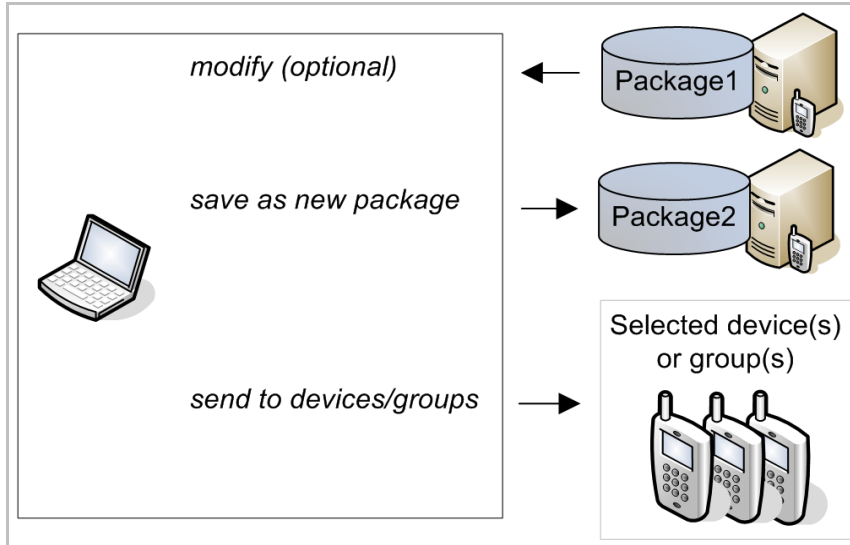 modify (optional)
Package1
save as new package
Package2
Selected device(s)
or group(s)
send to devices/groups